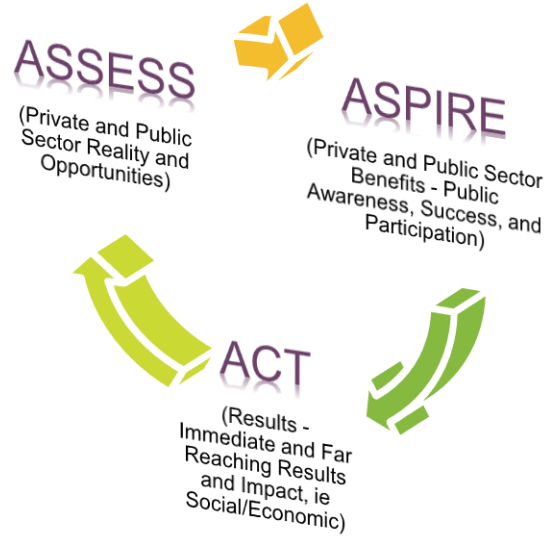 ASSESS
(Private and Public
Sector Reality and
Opportunities)
ASPIRE
(Private and Public Sector
Benefits - Public
Awareness, Success, and
Participation)
ACT
(Results -
Immediate and Far
Reaching Results
and Impact, ie
Social/Economic)